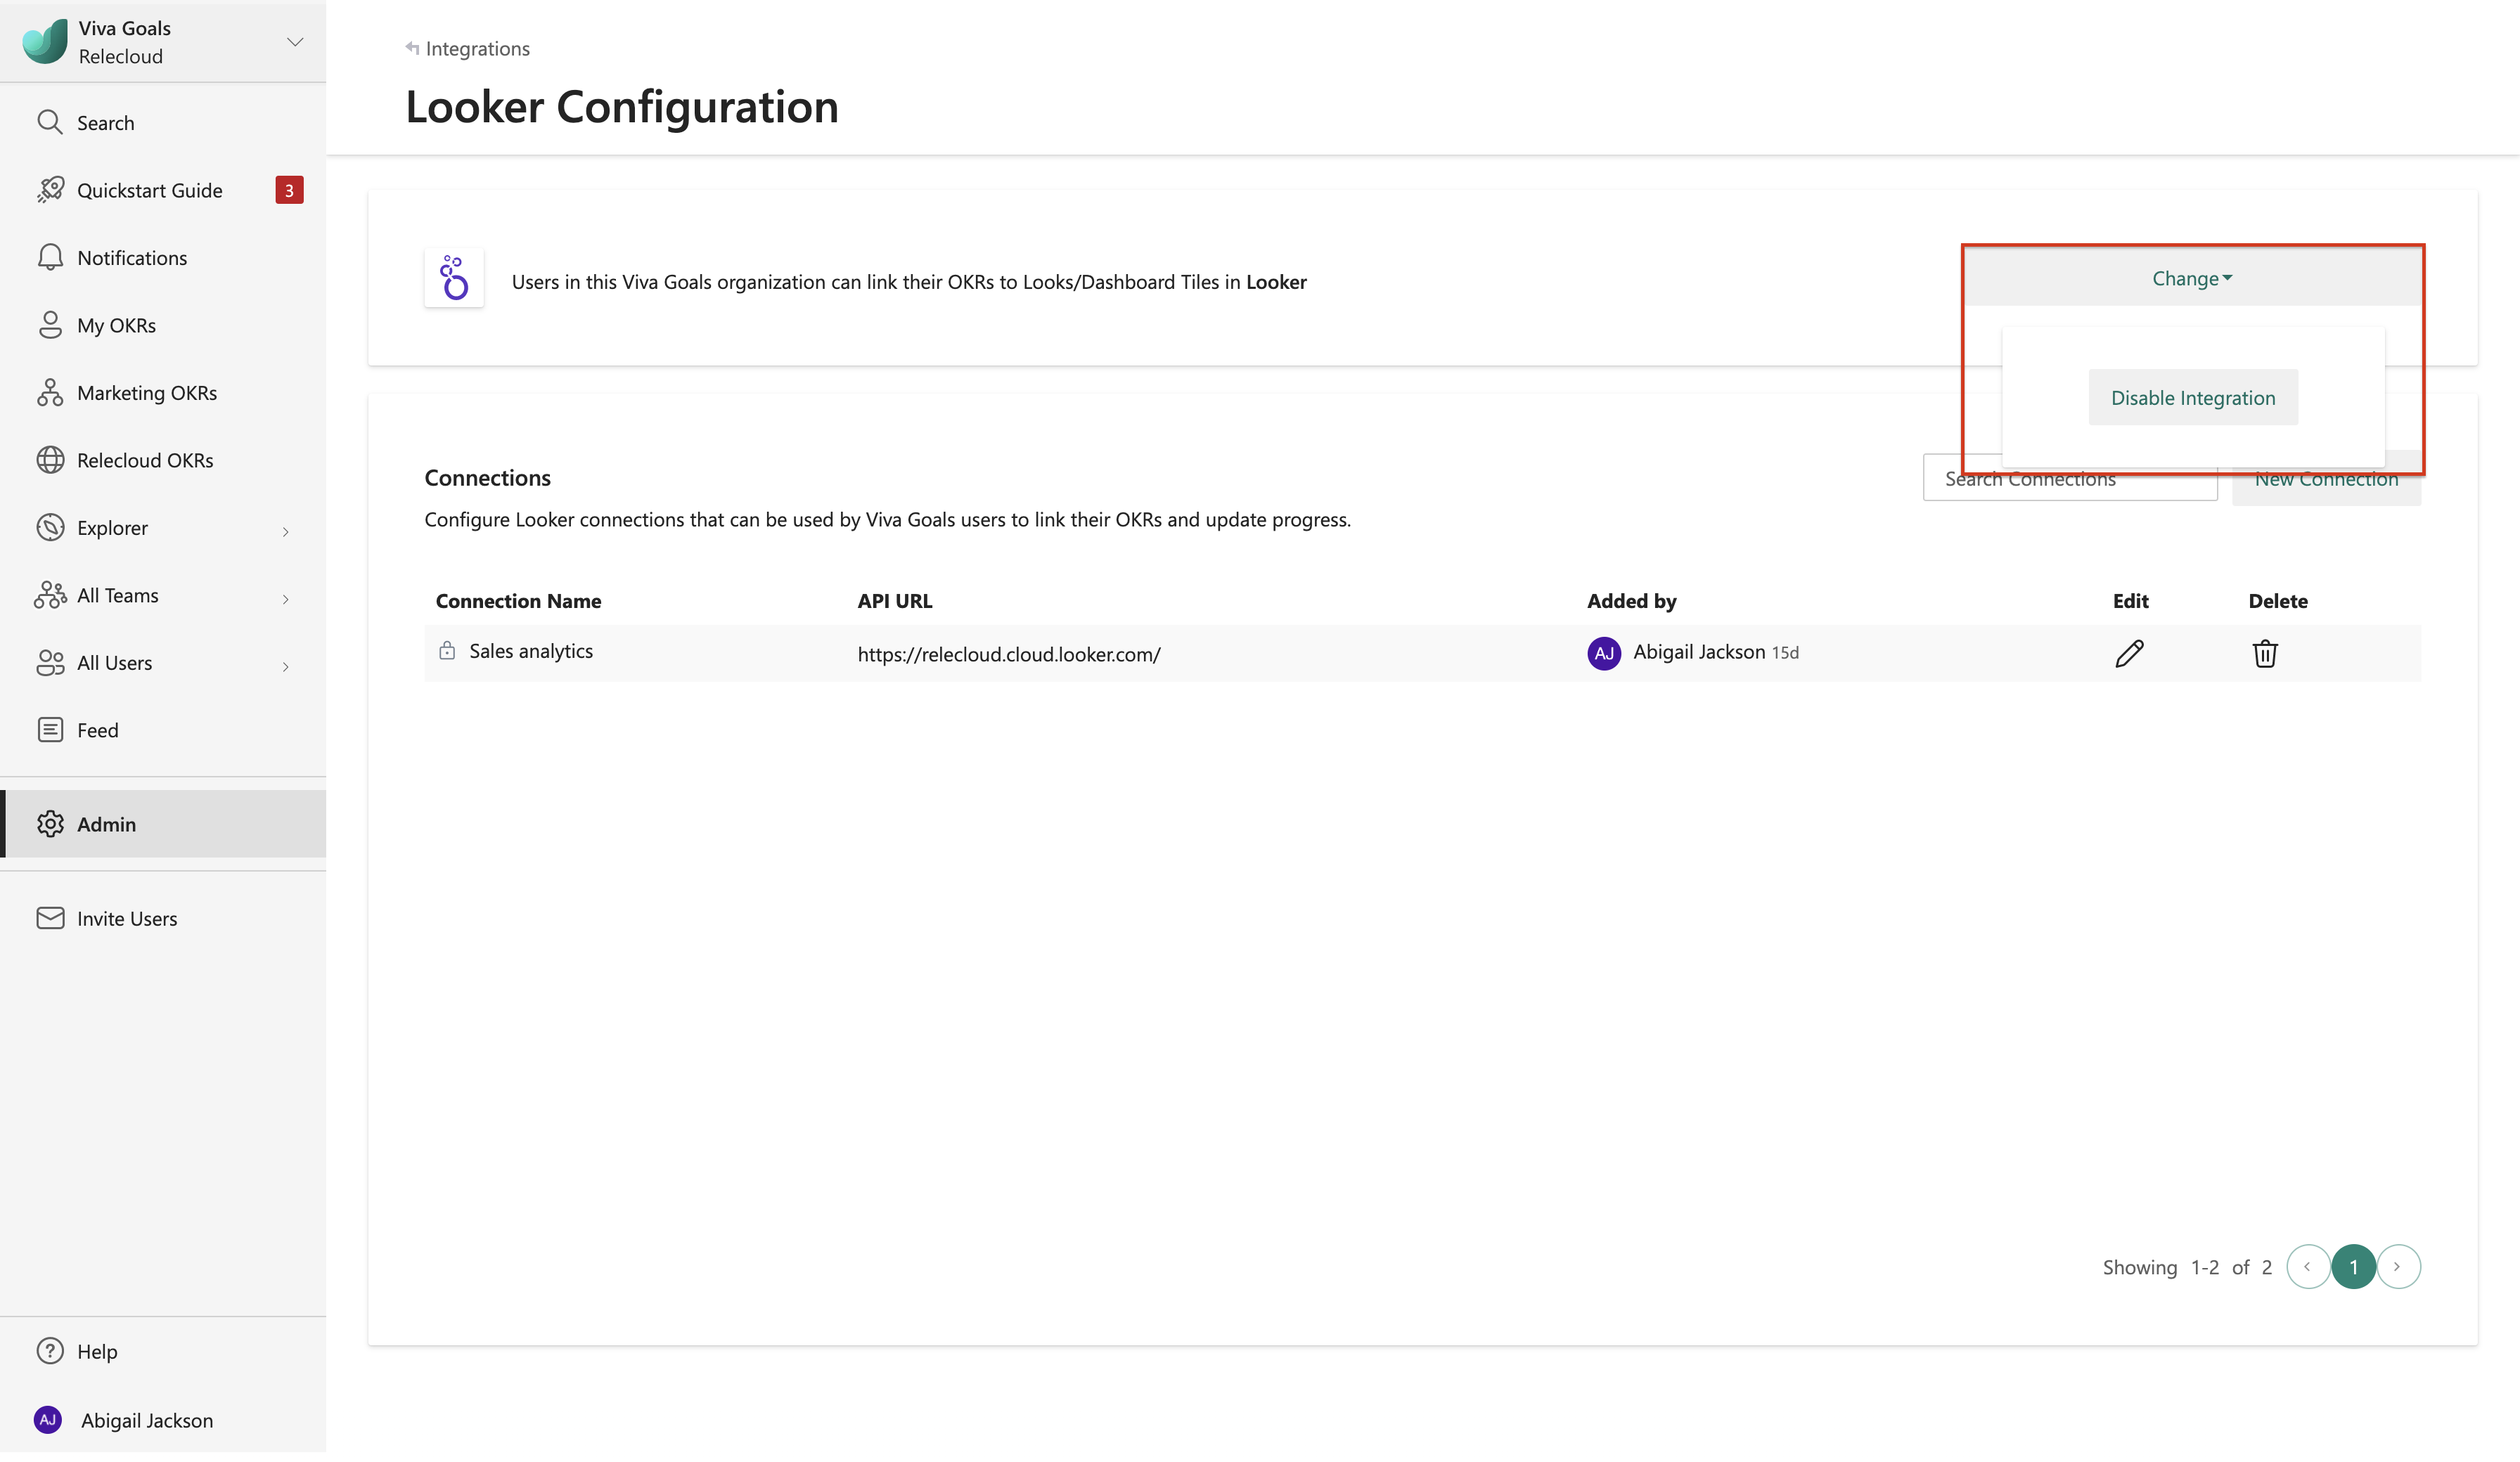 Viva Goals
Relecloud
Search
Quickstart Guide 3
Notifications
My OKRs
Marketing OKRs
Relecloud OKRs
Explorer
All Teams
All Users
Feed
Admin
Invite Users
Help
AJ Abigail Jackson
Integrations
Looker Configuration
Users in this Viva Goals organization can link their OKRs to Looks/Dashboard Tiles in Looker
Change
Disable Integration
Connections
Search Connections
New Connection
Configure Looker connections that can be used by Viva Goals users to link their OKRs and update progress.
Connection Name API URL Added by Edit Delete
Sales analytics https://relecloud.cloud.looker.com/ AJ Abigail Jackson 15d
Showing 1-2 of 2 1